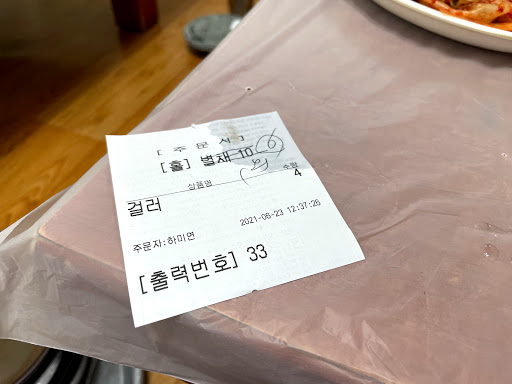 [ 주 문 서 ]
[홀] 별채 10 ⑥
상품명 수량
걸러 4
주문자:하미연 2021-06-23 12:37:26
[출력번호] 33